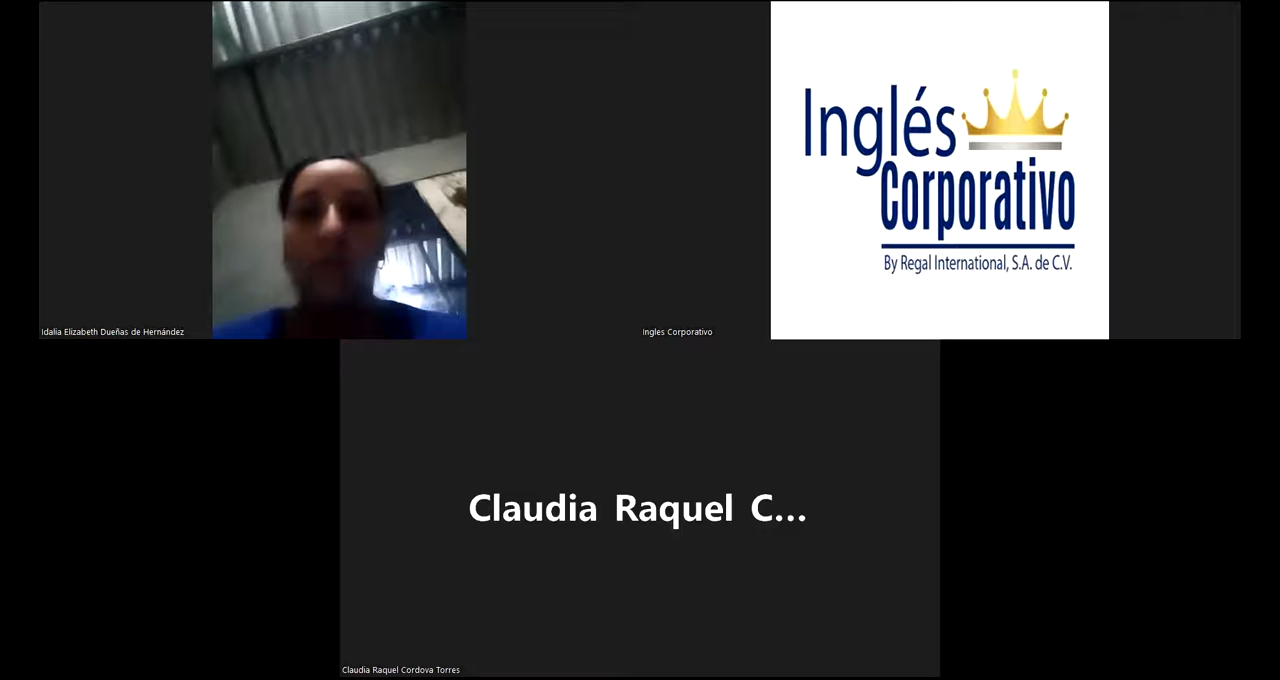 Inglés
Corporativo
By Regal International, S.A. de C.V.
Idalia Elizabeth Dueñas de Hernández
Ingles Corporativo
Claudia Raquel C...
Claudia Raquel Cordova Torres